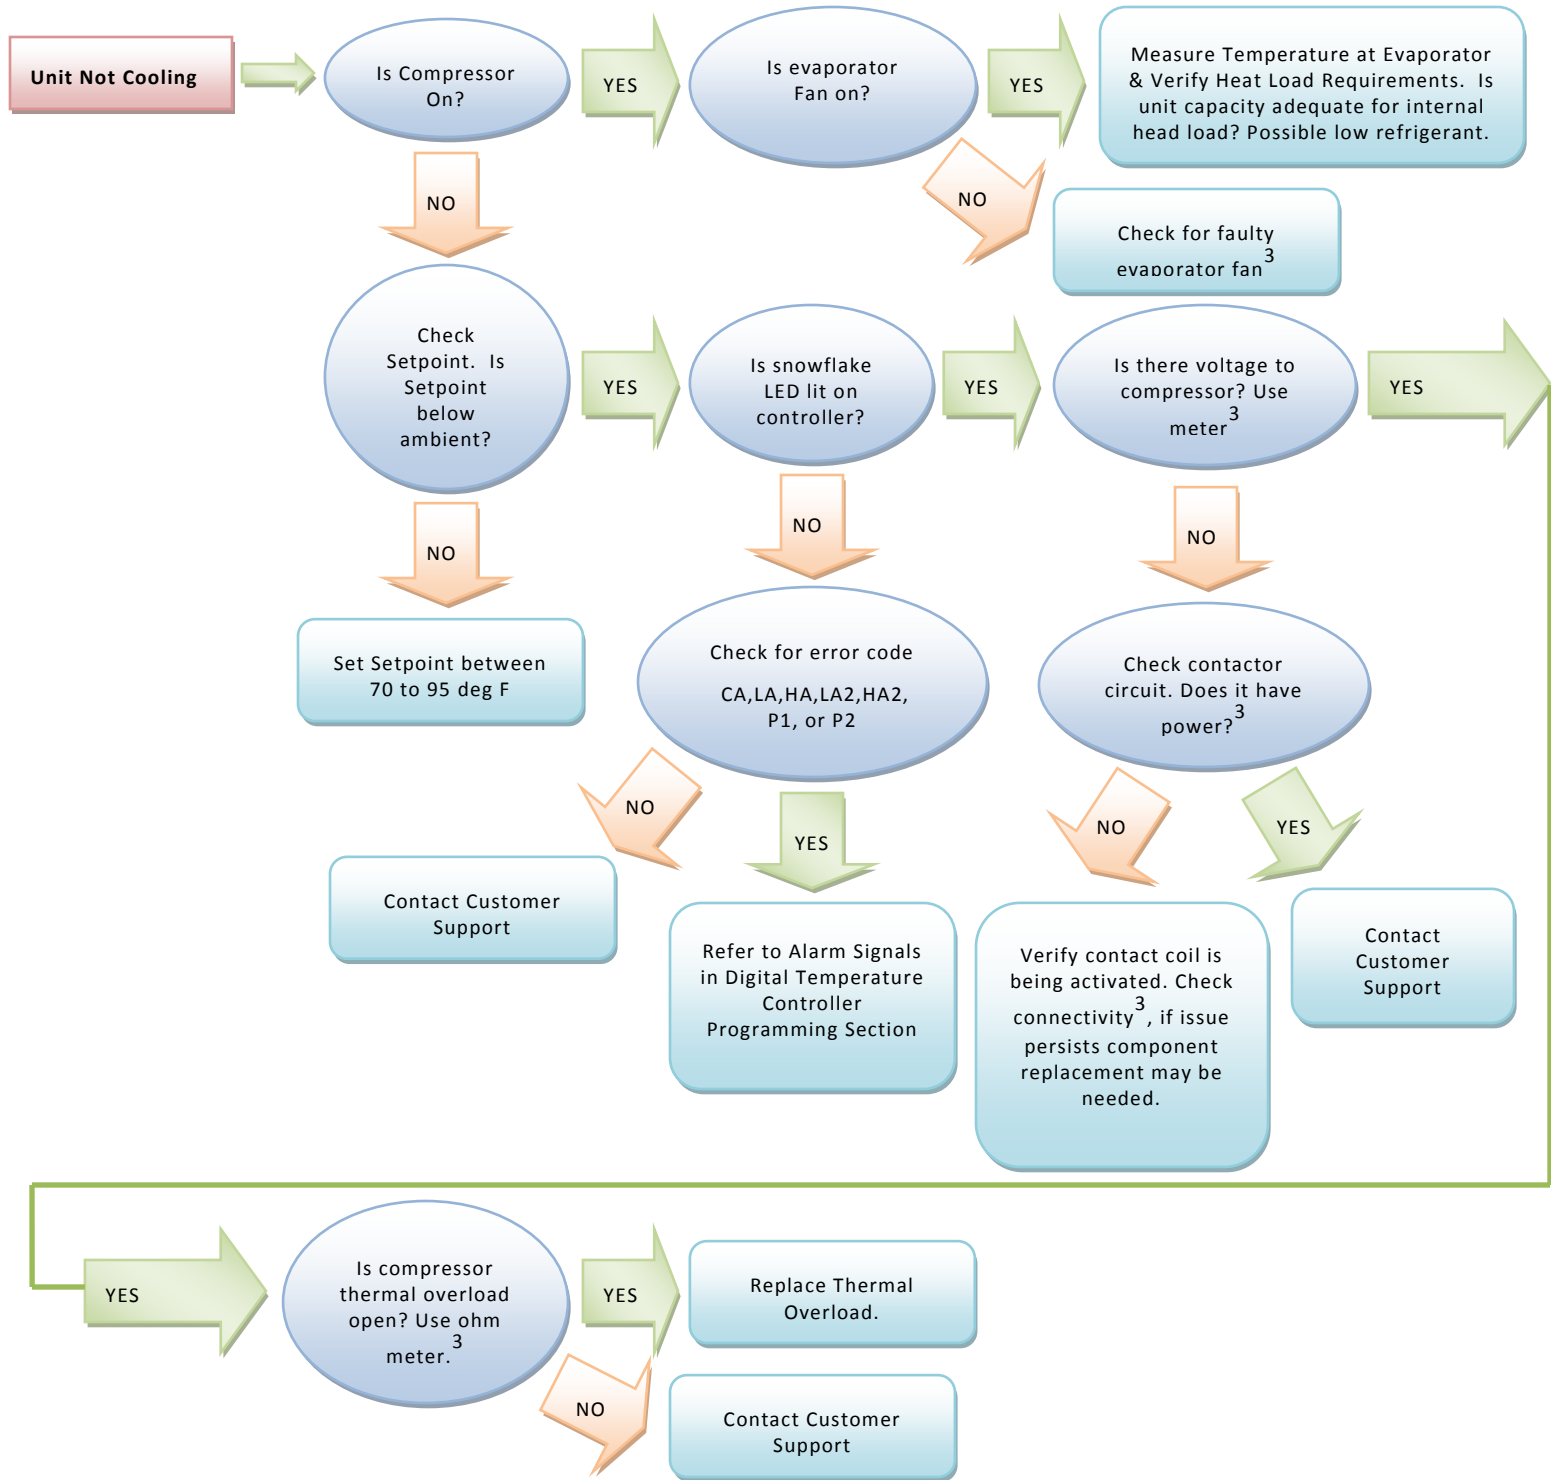 Unit Not Cooling
Is Compressor
On?
YES
Is evaporator
Fan on?
YES
Measure Temperature at Evaporator
& Verify Heat Load Requirements.  Is
unit capacity adequate for internal
head load? Possible low refrigerant.
NO
NO
Check for faulty
evaporator fan3
Check
Setpoint.  Is
Setpoint
below
ambient?
YES
Is snowflake
LED lit on
controller?
YES
Is there voltage to
compressor? Use
meter3
YES
NO
NO
NO
Set Setpoint between
70 to 95 deg F
Check for error code
CA,LA,HA,LA2,HA2,
P1, or P2
Check contactor
circuit. Does it have
power?3
NO
YES
NO
YES
Contact Customer
Support
Refer to Alarm Signals
in Digital Temperature
Controller
Programming Section
Verify contact coil is
being activated. Check
connectivity3, if issue
persists component
replacement may be
needed.
Contact
Customer
Support
YES
Is compressor
thermal overload
open? Use ohm
meter.3
YES
Replace Thermal
Overload.
NO
Contact Customer
Support